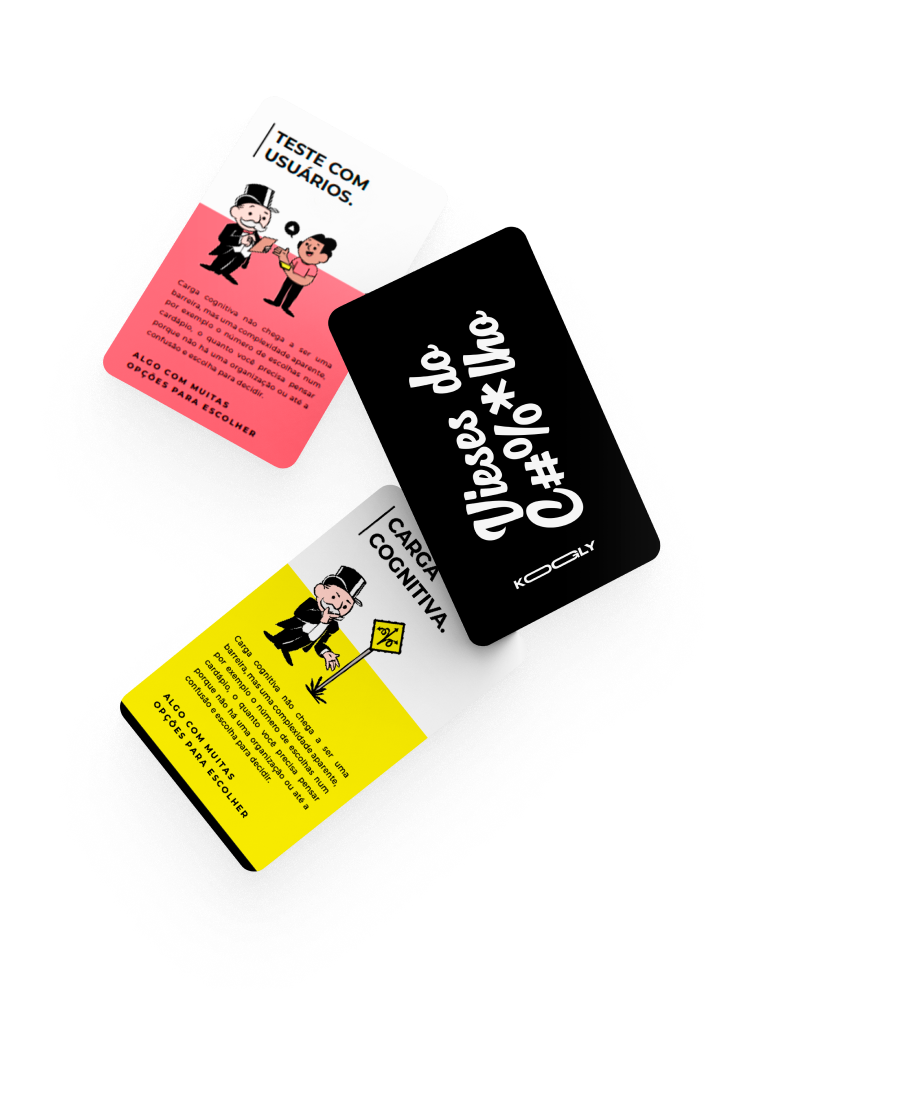 TESTE COM
USUÁRIOS.
Carga cognitiva não chega a ser uma
barreira, mas uma complexidade aparente,
por exemplo o número de escolhas num
cardápio, o quanto você precisa pensar
porque não há uma organização ou até a
confusão e escolha para decidir.
ALGO COM MUITAS
OPÇÕES PARA ESCOLHER
Vieses do
C#%*lho
KOOGLY
CARGA
COGNITIVA.
Carga cognitiva não chega a ser uma
barreira, mas uma complexidade aparente,
por exemplo o número de escolhas num
cardápio, o quanto você precisa pensar
porque não há uma organização ou até a
confusão e escolha para decidir.
ALGO COM MUITAS
OPÇÕES PARA ESCOLHER